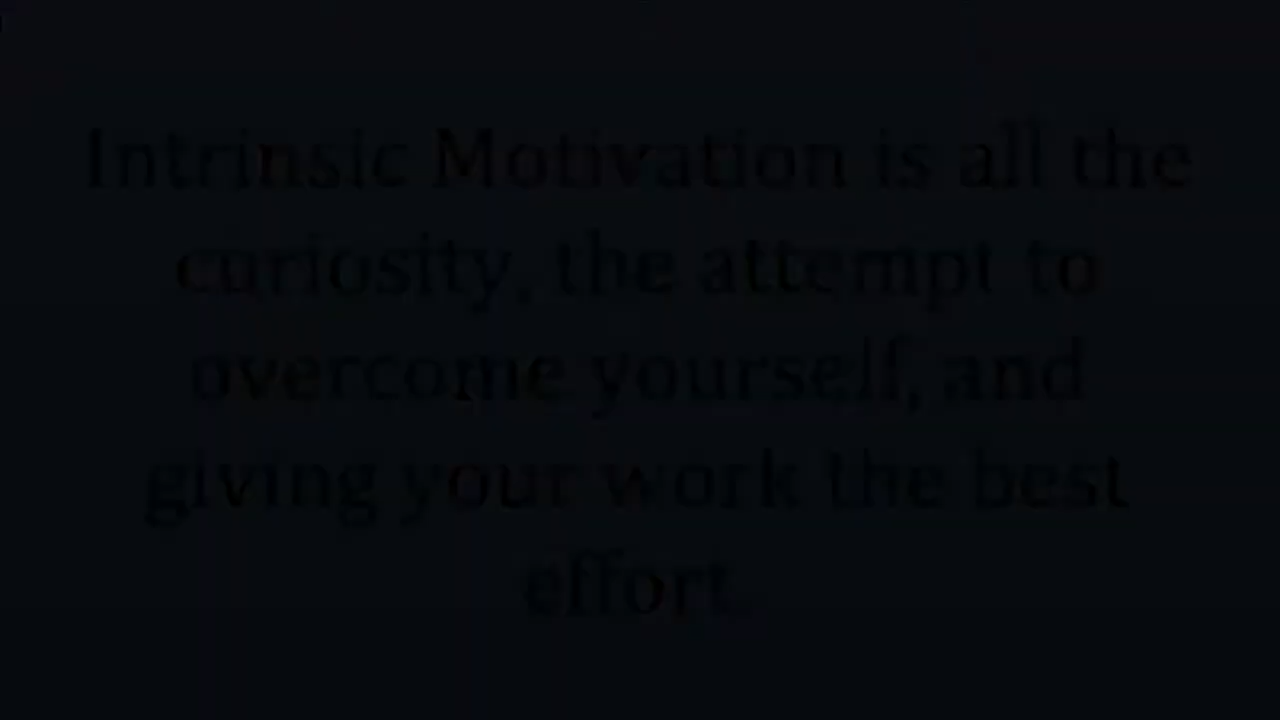 Intrinsic Motivation is all the
curiosity, the attempt to
overcome yourself, and
giving your work the best
effort